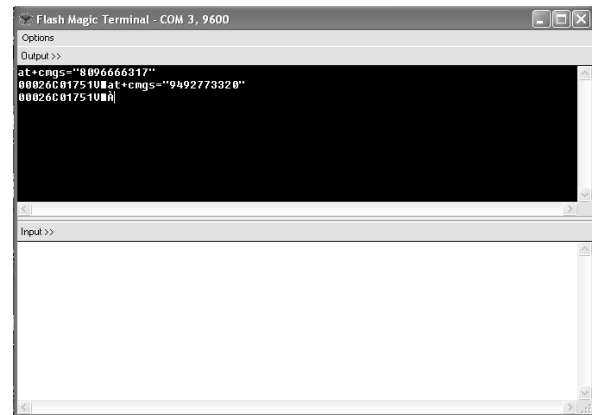 Flash Magic Terminal - COM 3, 9600
Options
Output >>
at+cmgs="8096666317"
00026C01751V■at+cmgs="9492773320"
00026C01751V■À
Input >>